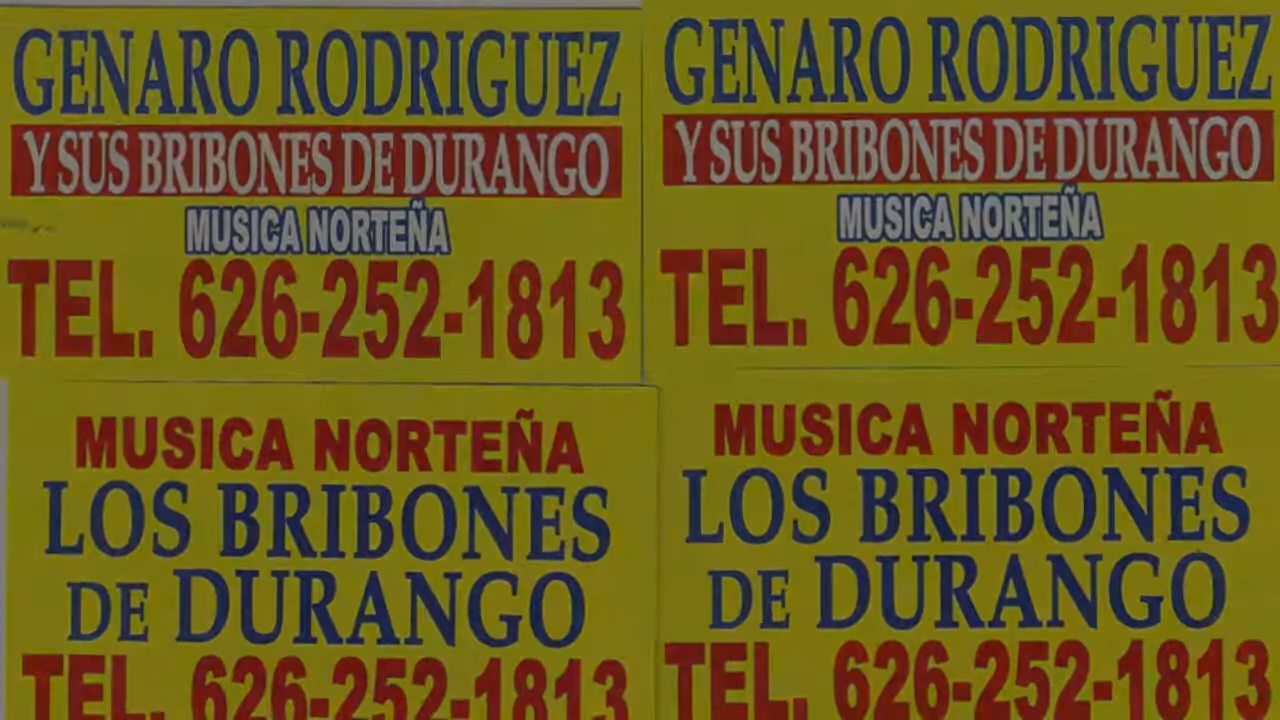 GENARO RODRIGUEZ
Y SUS BRIBONES DE DURANGO
MUSICA NORTEÑA
TEL. 626-252-1813
GENARO RODRIGUEZ
Y SUS BRIBONES DE DURANGO
MUSICA NORTEÑA
TEL. 626-252-1813
MUSICA NORTEÑA
LOS BRIBONES
DE DURANGO
TEL. 626-252-1813
MUSICA NORTEÑA
LOS BRIBONES
DE DURANGO
TEL. 626-252-1813